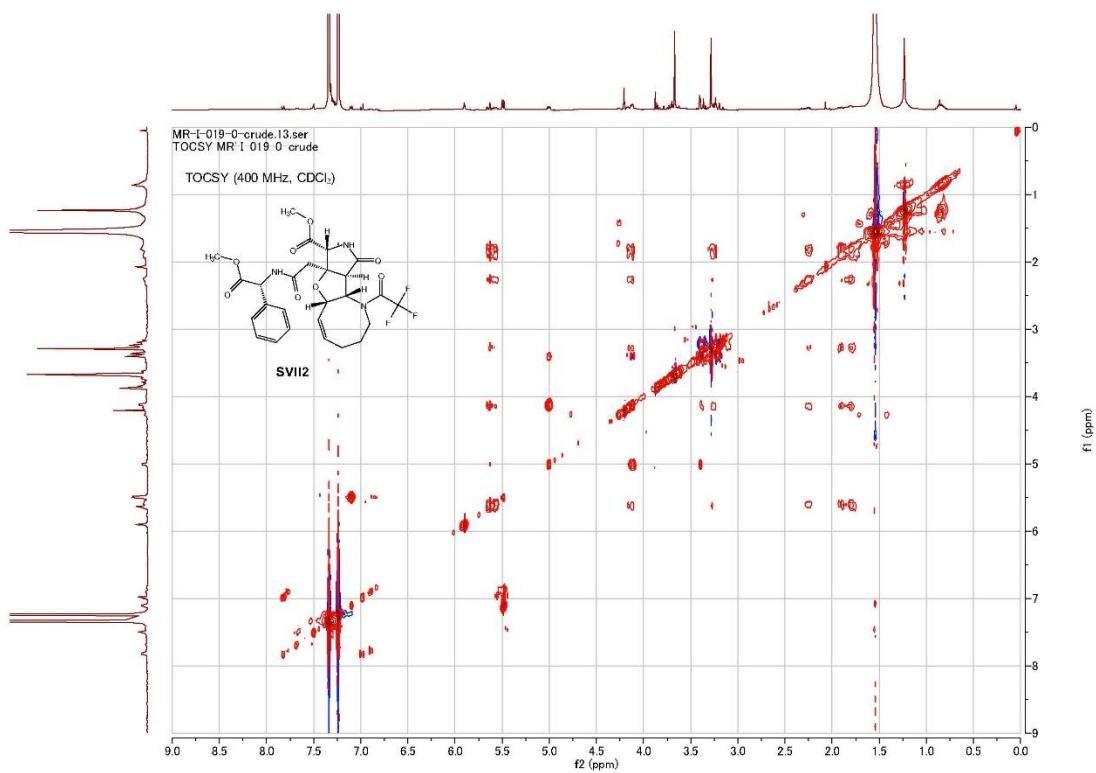 MR-I-019-0-crude.13.ser
TOCSY MR I 019 0 crude
TOCSY (400 MHz, CDCl₃)
H₃C
O
H
NH
O
O
H₃C
O
NH
O
O
O
H
H
O
H
N
F
F
F
SVII2
0
1
2
3
4
5
6
7
8
9
f1 (ppm)
9.0 8.5 8.0 7.5 7.0 6.5 6.0 5.5 5.0 4.5 4.0 3.5 3.0 2.5 2.0 1.5 1.0 0.5 0.0
f2 (ppm)